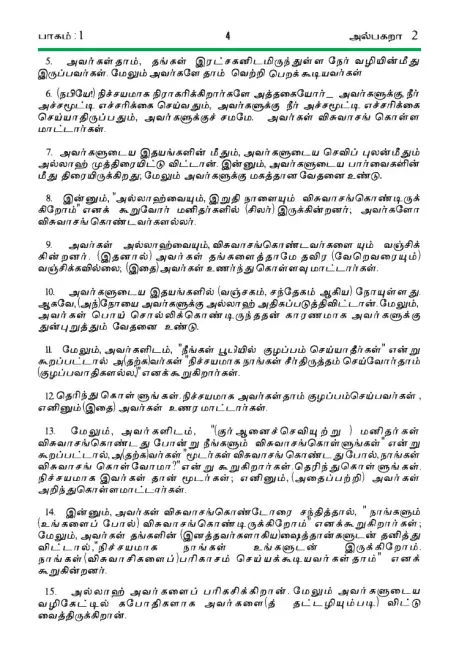 பாகம் : 1 4 அல்பகறா 2
5. அவர்கள்தாம், தங்கள் இரட்சகனிடமிருந்துள்ள நேர் வழியின்மீது
இருப்பவர்கள். மேலும் அவர்களே தாம் வெற்றி பெறக்கூடியவர்கள்
6. (நபியே!) நிச்சயமாக நிராகரிக்கிறார்களே அத்தகையோர்_ அவர்களுக்கு, நீர்
அச்சமூட்டி எச்சரிக்கை செய்வதும், அவர்களுக்கு நீர் அச்சமூட்டி எச்சரிக்கை
செய்யாதிருப்பதும், அவர்களுக்குச் சமமே. அவர்கள் விசுவாசங் கொள்ள
மாட்டார்கள்.
7. அவர்களுடைய இதயங்களின் மீதும், அவர்களுடைய செவிப் புலன்மீதும்
அல்லாஹ் முத்திரையிட்டு விட்டான். இன்னும், அவர்களுடைய பார்வைகளின்
மீது திரையிருக்கிறது; மேலும் அவர்களுக்கு மகத்தான வேதனை உண்டு.
8. இன்னும், "அல்லாஹ்வையும், இறுதி நாளையும் விசுவாசங்கொண்டிருக்
கிறோம்" எனக் கூறுவோர் மனிதர்களில் (சிலர்) இருக்கின்றனர்; அவர்களோ
விசுவாசங்கொண்டவர்களல்லர்.
9. அவர்கள் அல்லாஹ்வையும், விசுவாசங்கொண்டவர்களை யும் வஞ்சிக்
கின்றனர். (இதனால்) அவர்கள் தங்களைத்தாமே தவிர (வேறெவரையும்)
வஞ்சிக்கவில்லை; (இதை) அவர்கள் உணர்ந்துகொள்ளவுமாட்டார்கள்.
10. அவர்களுடைய இதயங்களில் (வஞ்சகம், சந்தேகம் ஆகிய) நோயுள்ளது.
ஆகவே, (அந்)நோயை அவர்களுக்கு அல்லாஹ் அதிகப்படுத்திவிட்டான். மேலும்,
அவர்கள் பொய் சொல்லிக்கொண்டிருந்ததன் காரணமாக அவர்களுக்கு
துன்புறுத்தும் வேதனை உண்டு.
11. மேலும், அவர்களிடம், "நீங்கள் பூமியில் குழப்பம் செய்யாதீர்கள்" என்று
கூறப்பட்டால் அ(தற்க)வர்கள் "நிச்சயமாக நாங்கள் சீர்திருத்தம் செய்வோர்தாம்
(குழப்பவாதிகளல்ல)" எனக் கூறுகிறார்கள்.
12. தெரிந்து கொள்ளுங்கள். நிச்சயமாக அவர்கள்தாம் குழப்பம்செய்பவர்கள் ,
எனினும் (இதை) அவர்கள் உணர மாட்டார்கள்.
13. மேலும், அவர்களிடம், "(குர்ஆனைச்செவியுற்று ) மனிதர்கள்
விசுவாசங்கொண்டது போன்று நீங்களும் விசுவாசங்கொள்ளுங்கள்" என்று
கூறப்பட்டால், அ(தற்க)வர்கள் "மூடர்கள் விசுவாசங் கொண்டது போல், நாங்கள்
விசுவாசங் கொள்வோமா?" என்று கூறுகிறார்கள். தெரிந்துகொள்ளுங்கள்.
நிச்சயமாக இவர்கள் தான் மூடர்கள்; எனினும், (அதைப்பற்றி) அவர்கள்
அறிந்துகொள்ளமாட்டார்கள்.
14. இன்னும், அவர்கள் விசுவாசங்கொண்டோரை சந்தித்தால், " நாங்களும்
(உங்களைப் போல்) விசுவாசங்கொண்டிருக்கிறோம்" எனக்கூறுகிறார்கள்;
மேலும், அவர்கள் தங்களின் (இனத்தவர்களாகிய)ஷைத்தான்களுடன் தனித்து
விட்டால், "நிச்சயமாக நாங்கள் உங்களுடன் இருக்கிறோம்.
நாங்கள் (விசுவாசிகளைப்) பரிகாசம் செய்யக்கூடியவர்கள்தாம்" எனக்
கூறுகின்றனர்.
15. அல்லாஹ் அவர்களைப் பரிகசிக்கிறான். மேலும் அவர்களுடைய
வழிகேட்டில் கபோதிகளாக அவர்களை(த் தட்டழியும்படி) விட்டு
வைத்திருக்கிறான்.